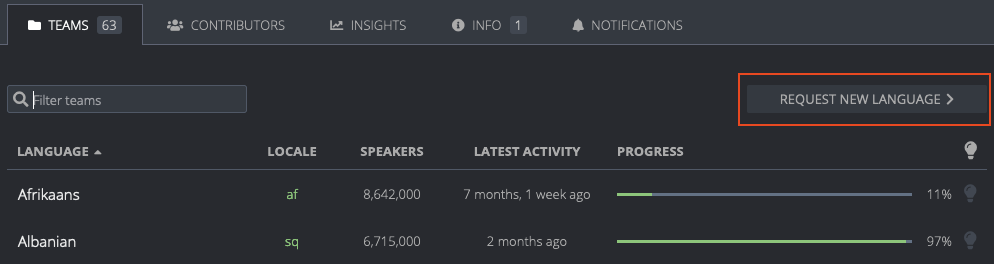 TEAMS 63 CONTRIBUTORS INSIGHTS INFO 1 NOTIFICATIONS
Filter teams REQUEST NEW LANGUAGE
LANGUAGE LOCALE SPEAKERS LATEST ACTIVITY PROGRESS
Afrikaans af 8,642,000 7 months, 1 week ago 11%
Albanian sq 6,715,000 2 months ago 97%